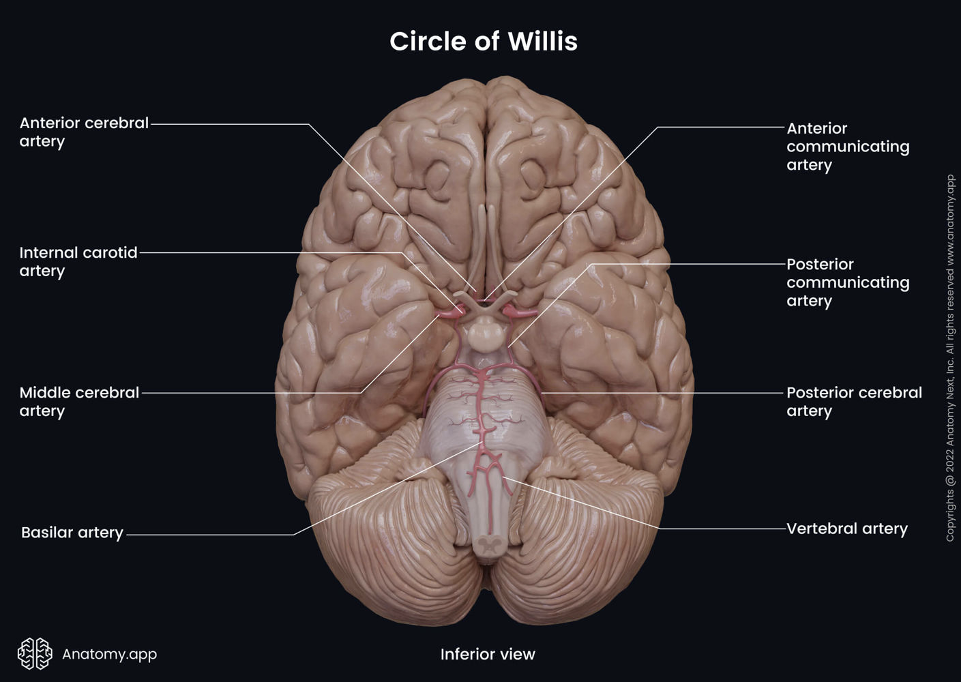 Circle of Willis
Anterior cerebral
artery
Anterior
communicating
artery
Internal carotid
artery
Posterior
communicating
artery
Middle cerebral
artery
Posterior cerebral
artery
Basilar artery
Vertebral artery
Anatomy.app
Inferior view
Copyrights @ 2022 Anatomy Next, Inc. All rights reserved www.anatomy.app